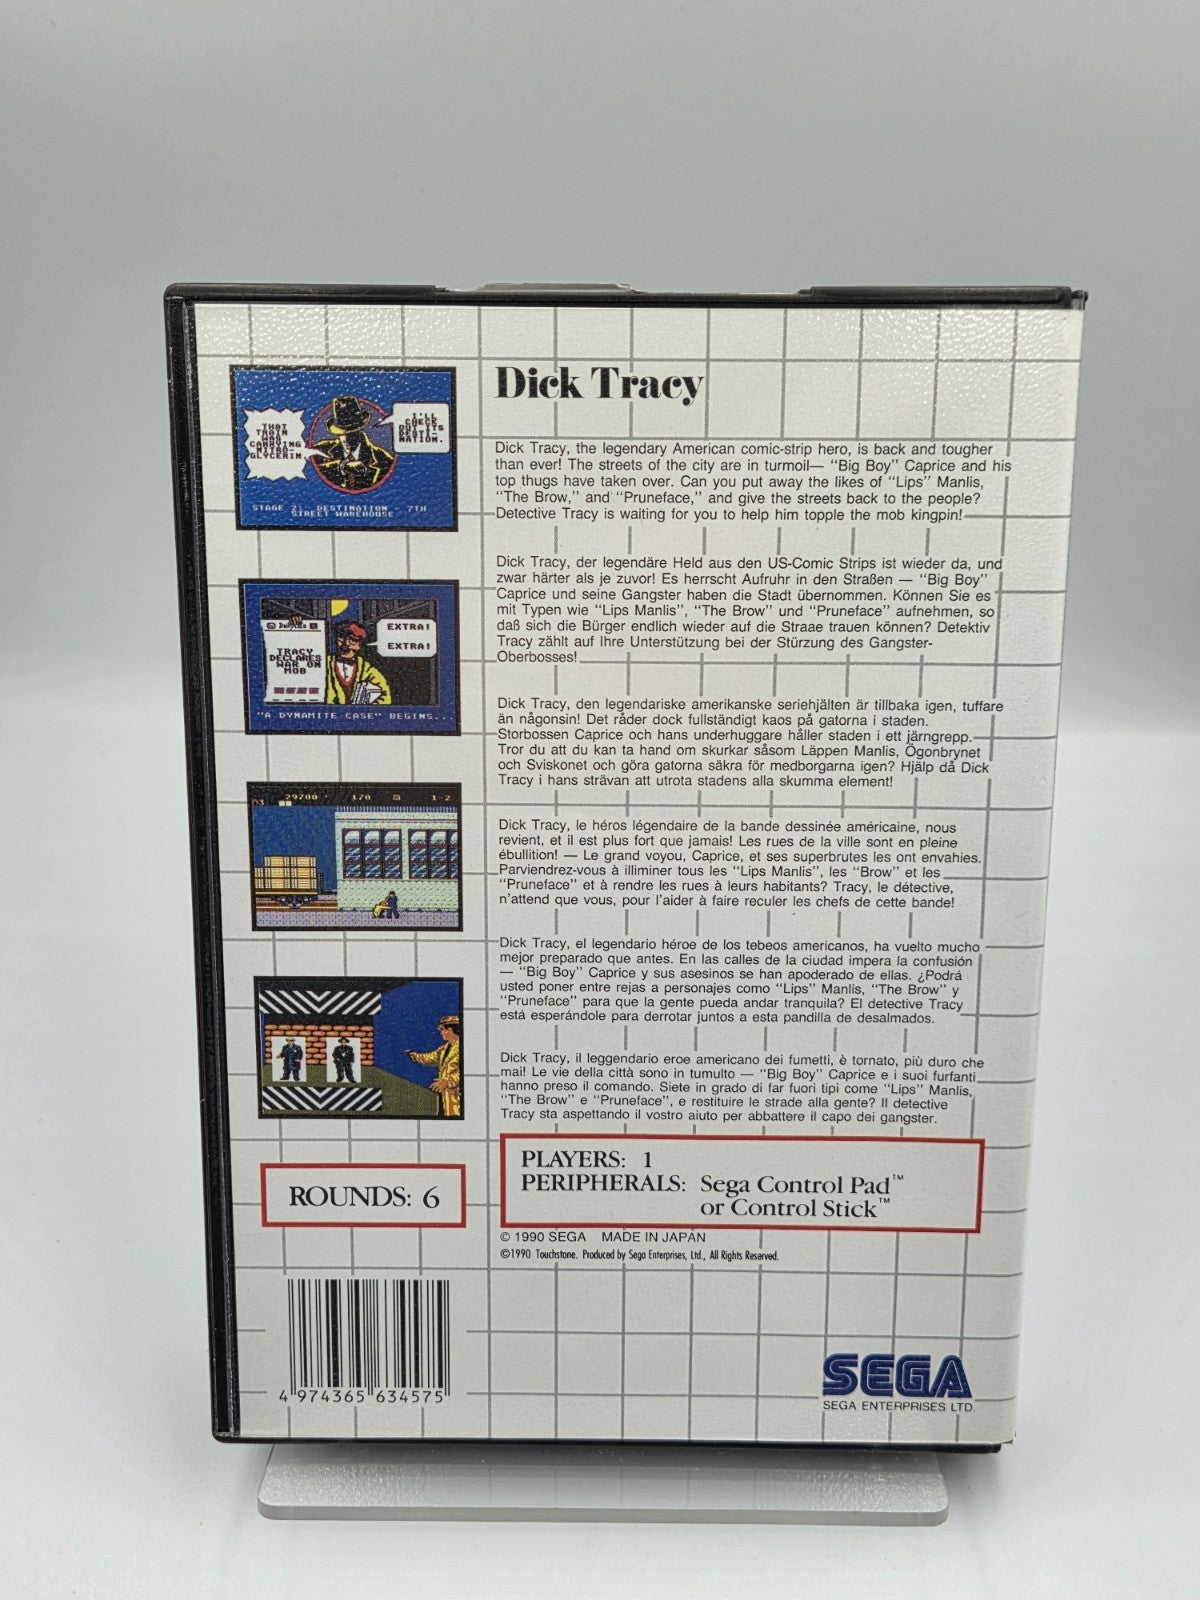 Dick Tracy
THAT
TRAIN
WAS
CARRYING
NITRO-
GLYCERIN.
I'LL
CHECK
OUT ITS
DESTI-
NATION.
STAGE 2: DESTINATION 7TH
STREET WAREHOUSE
Dick Tracy, the legendary American comic-strip hero, is back and tougher
than ever! The streets of the city are in turmoil— "Big Boy" Caprice and his
top thugs have taken over. Can you put away the likes of "Lips" Manlis,
"The Brow," and "Pruneface," and give the streets back to the people?
Detective Tracy is waiting for you to help him topple the mob kingpin!
Dick Tracy, der legendäre Held aus den US-Comic Strips ist wieder da, und
zwar härter als je zuvor! Es herrscht Aufruhr in den Straßen — "Big Boy"
Caprice und seine Gangster haben die Stadt übernommen. Können Sie es
mit Typen wie "Lips Manlis", "The Brow" und "Pruneface" aufnehmen, so
daß sich die Bürger endlich wieder auf die Straae trauen können? Detektiv
Tracy zählt auf Ihre Unterstützung bei der Stürzung des Gangster-
Oberbosses!
TRACY
DECLARES
WAR ON
MOB
EXTRA!
EXTRA!
"A DYNAMITE CASE" BEGINS...
Dick Tracy, den legendariske amerikanske seriehjälten är tillbaka igen, tuffare
än någonsin! Det råder dock fullständigt kaos på gatorna i staden.
Storbossen Caprice och hans underhuggare håller staden i ett järngrepp.
Tror du att du kan ta hand om skurkar såsom Läppen Manlis, Ögonbrynet
och Sviskonet och göra gatorna säkra för medborgarna igen? Hjälp då Dick
Tracy i hans strävan att utrota stadens alla skumma element!
29700 170 1-2
Dick Tracy, le héros légendaire de la bande dessinée américaine, nous
revient, et il est plus fort que jamais! Les rues de la ville sont en pleine
ébullition! — Le grand voyou, Caprice, et ses superbrutes les ont envahies.
Parviendrez-vous à illiminer tous les "Lips Manlis", les "Brow" et les
"Pruneface" et à rendre les rues à leurs habitants? Tracy, le détective,
n'attend que vous, pour l'aider à faire reculer les chefs de cette bande!
Dick Tracy, el legendario héroe de los tebeos americanos, ha vuelto mucho
mejor preparado que antes. En las calles de la ciudad impera la confusión
— "Big Boy" Caprice y sus asesinos se han apoderado de ellas. ¿Podrá
usted poner entre rejas a personajes como "Lips" Manlis, "The Brow" y
"Pruneface" para que la gente pueda andar tranquila? El detective Tracy
está esperándole para derrotar juntos a esta pandilla de desalmados.
Dick Tracy, il leggendario eroe americano dei fumetti, è tornato, più duro che
mai! Le vie della città sono in tumulto — "Big Boy" Caprice e i suoi furfanti
hanno preso il comando. Siete in grado di far fuori tipi come "Lips" Manlis,
"The Brow" e "Pruneface", e restituire le strade alla gente? Il detective
Tracy sta aspettando il vostro aiuto per abbattere il capo dei gangster.
ROUNDS: 6
PLAYERS: 1
PERIPHERALS: Sega Control Pad™
or Control Stick™
© 1990 SEGA MADE IN JAPAN
©1990 Touchstone. Produced by Sega Enterprises, Ltd., All Rights Reserved.
4 974365 634575
SEGA
SEGA ENTERPRISES LTD.